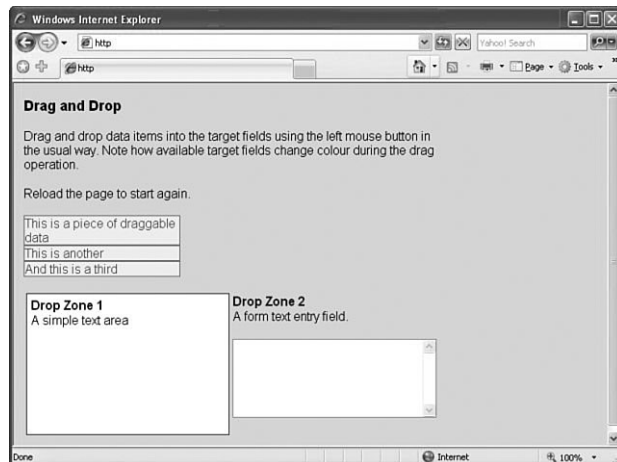 Windows Internet Explorer
http
Yahoo! Search
http
Page
Tools
Drag and Drop
Drag and drop data items into the target fields using the left mouse button in
the usual way. Note how available target fields change colour during the drag
operation.
Reload the page to start again.
This is a piece of draggable
data
This is another
And this is a third
Drop Zone 1
A simple text area
Drop Zone 2
A form text entry field.
Done
Internet
100%